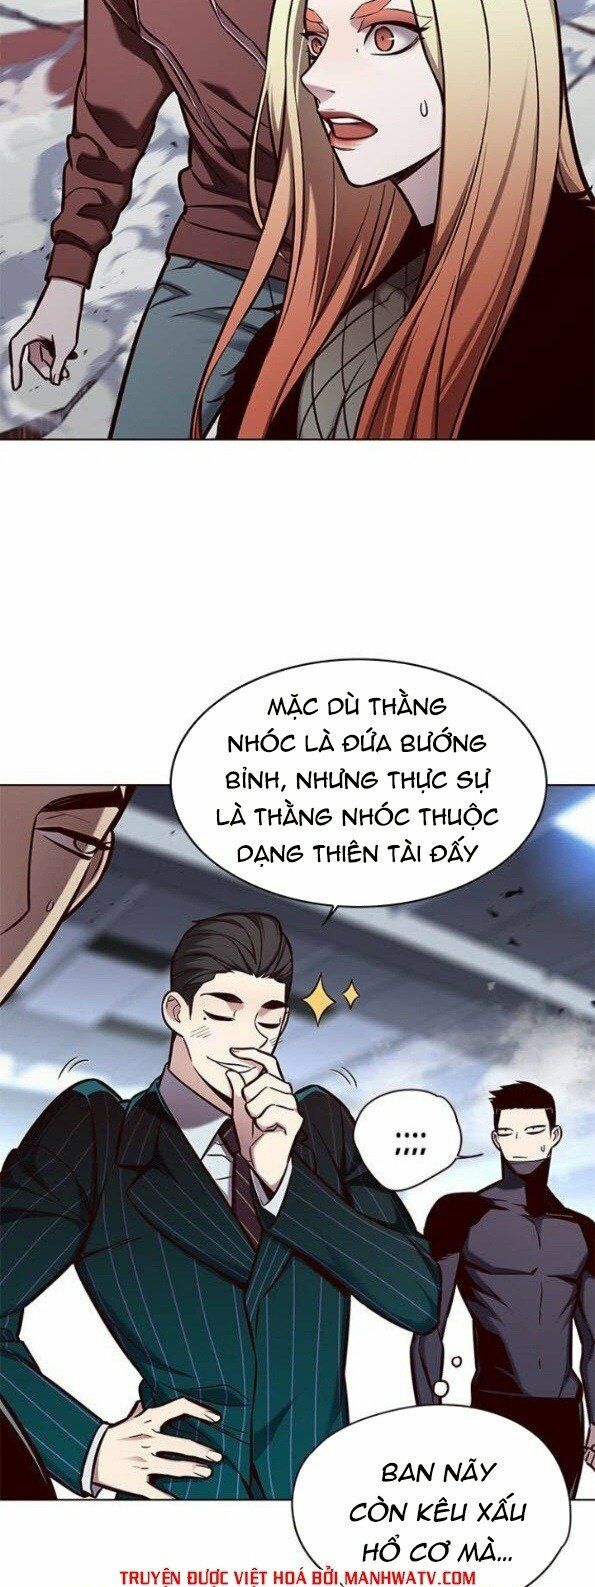 MẶC DÙ THẰNG
NHÓC LÀ ĐỨA BƯỚNG
BỈNH, NHƯNG THỰC SỰ
LÀ THẰNG NHÓC THUỘC
DẠNG THIÊN TÀI ĐẤY
....
!!!!
BAN NÃY
CÒN KÊU XẤU
HỔ CƠ MÀ...
TRUYỆN ĐƯỢC VIỆT HOÁ BỞI MANHWATV.COM